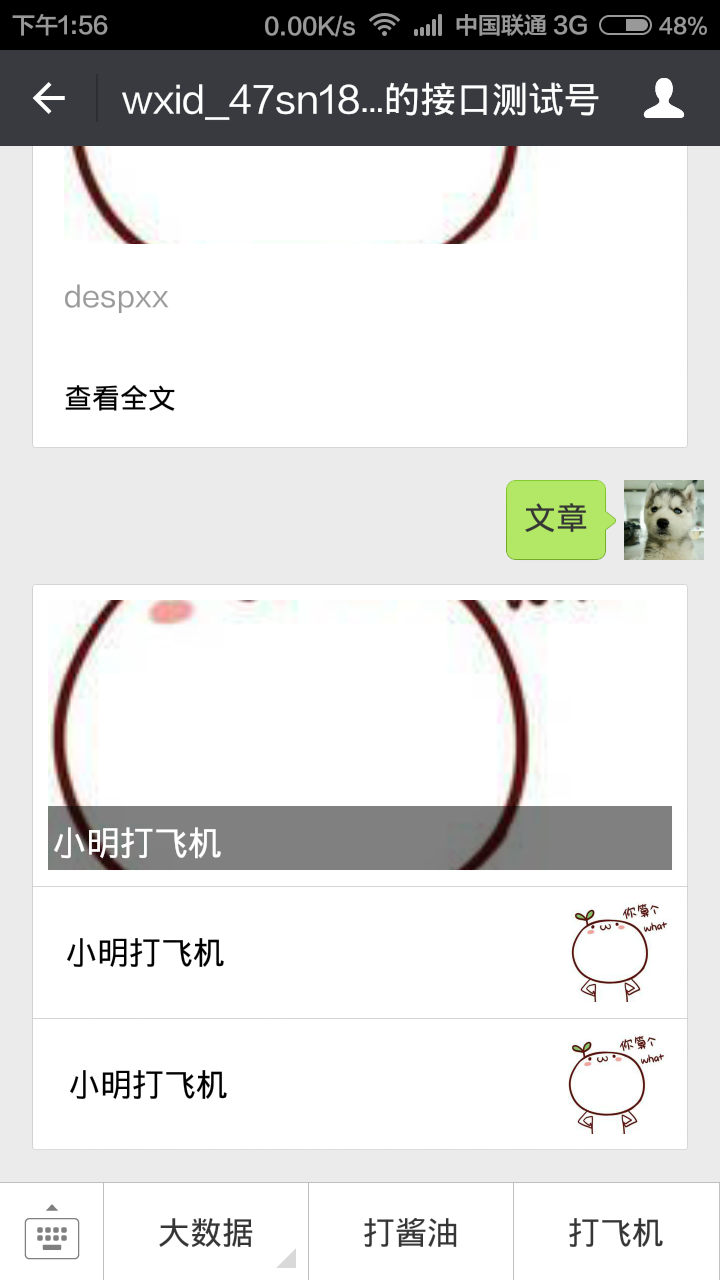 下午1:56 0.00K/s 中国联通 3G 48%
wxid_47sn18...的接口测试号
despxx
查看全文
文章
小明打飞机
小明打飞机
你算个
what
小明打飞机
你算个
what
大数据 打酱油 打飞机